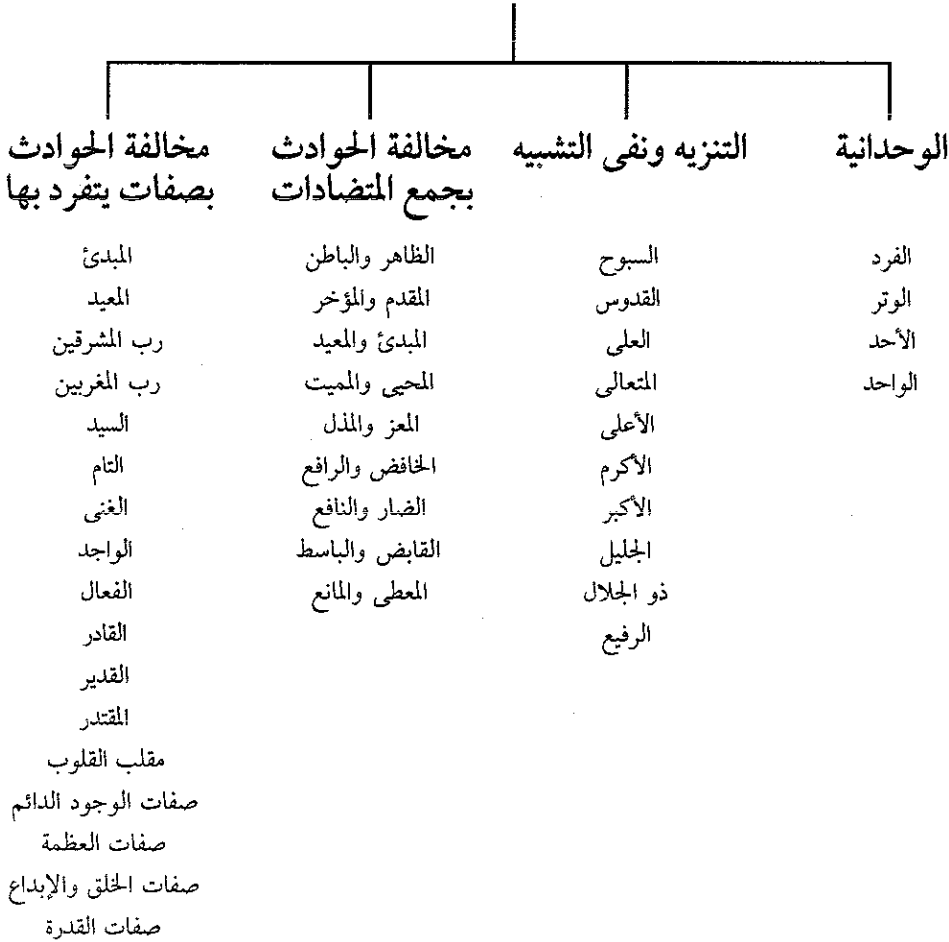 الوحدانية
الفرد
الوتر
الأحد
الواحد
التنزيه ونفى التشبيه
السبوح
القدوس
العلى
المتعالى
الأعلى
الأكرم
الأكبر
الجليل
ذو الجلال
الرفيع
مخالفة الحوادث
بجمع المتضادات
الظاهر والباطن
المقدم والمؤخر
المبدئ والمعيد
المحيى والمميت
المعز والمذل
الخافض والرافع
الضار والنافع
القابض والباسط
المعطى والمانع
مخالفة الحوادث
بصفات يتفرد بها
المبدئ
المعيد
رب المشرقين
رب المغربين
السيد
التام
الغنى
الواجد
الفعال
القادر
القدير
المقتدر
مقلب القلوب
صفات الوجود الدائم
صفات العظمة
صفات الخلق والإبداع
صفات القدرة